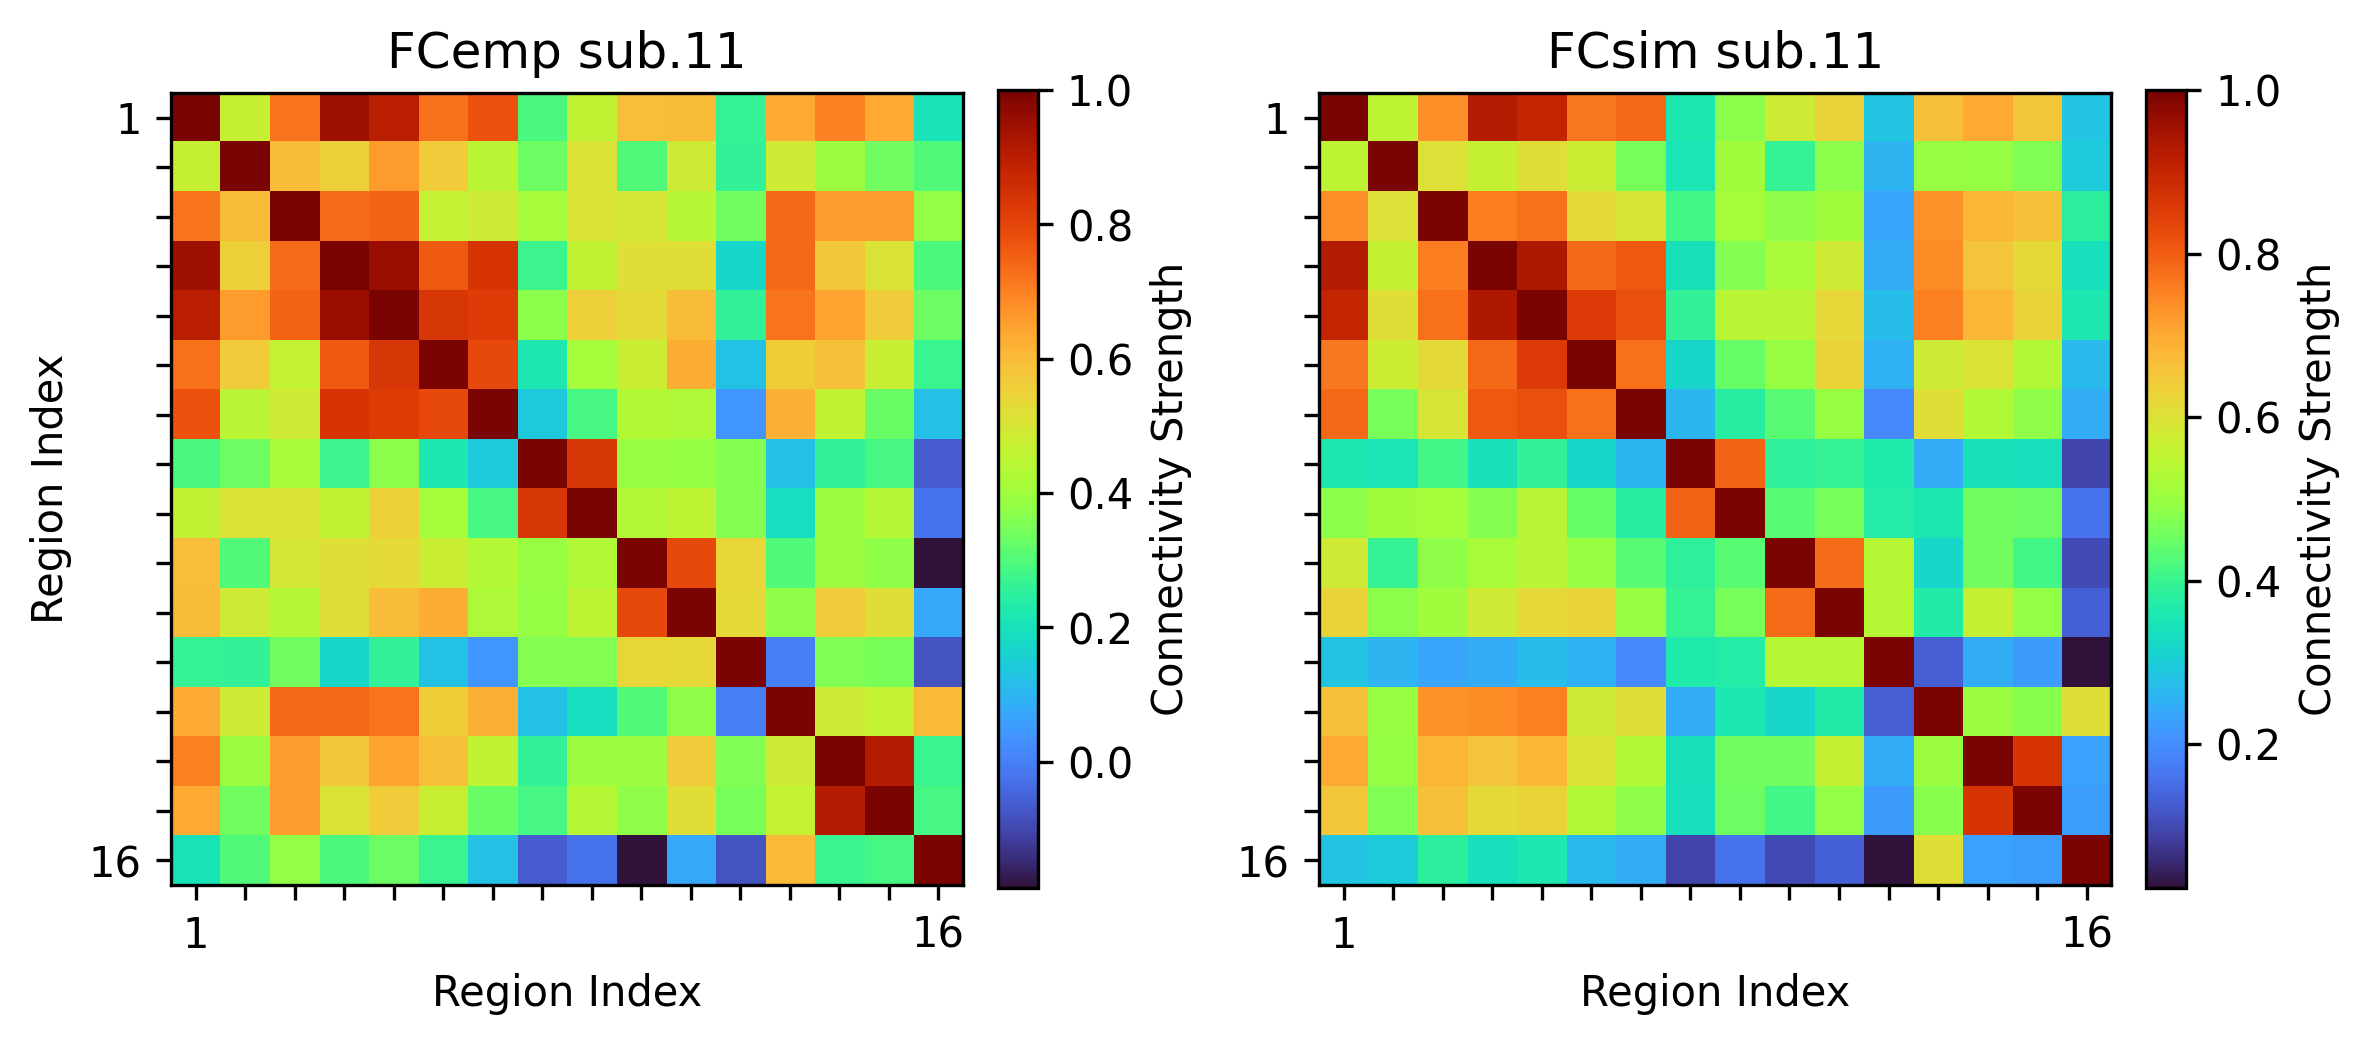 FCemp sub.11
1
16
1
16
Region Index
Region Index
1.0
0.8
0.6
0.4
0.2
0.0
Connectivity Strength
FCsim sub.11
1
16
1
16
Region Index
1.0
0.8
0.6
0.4
0.2
Connectivity Strength